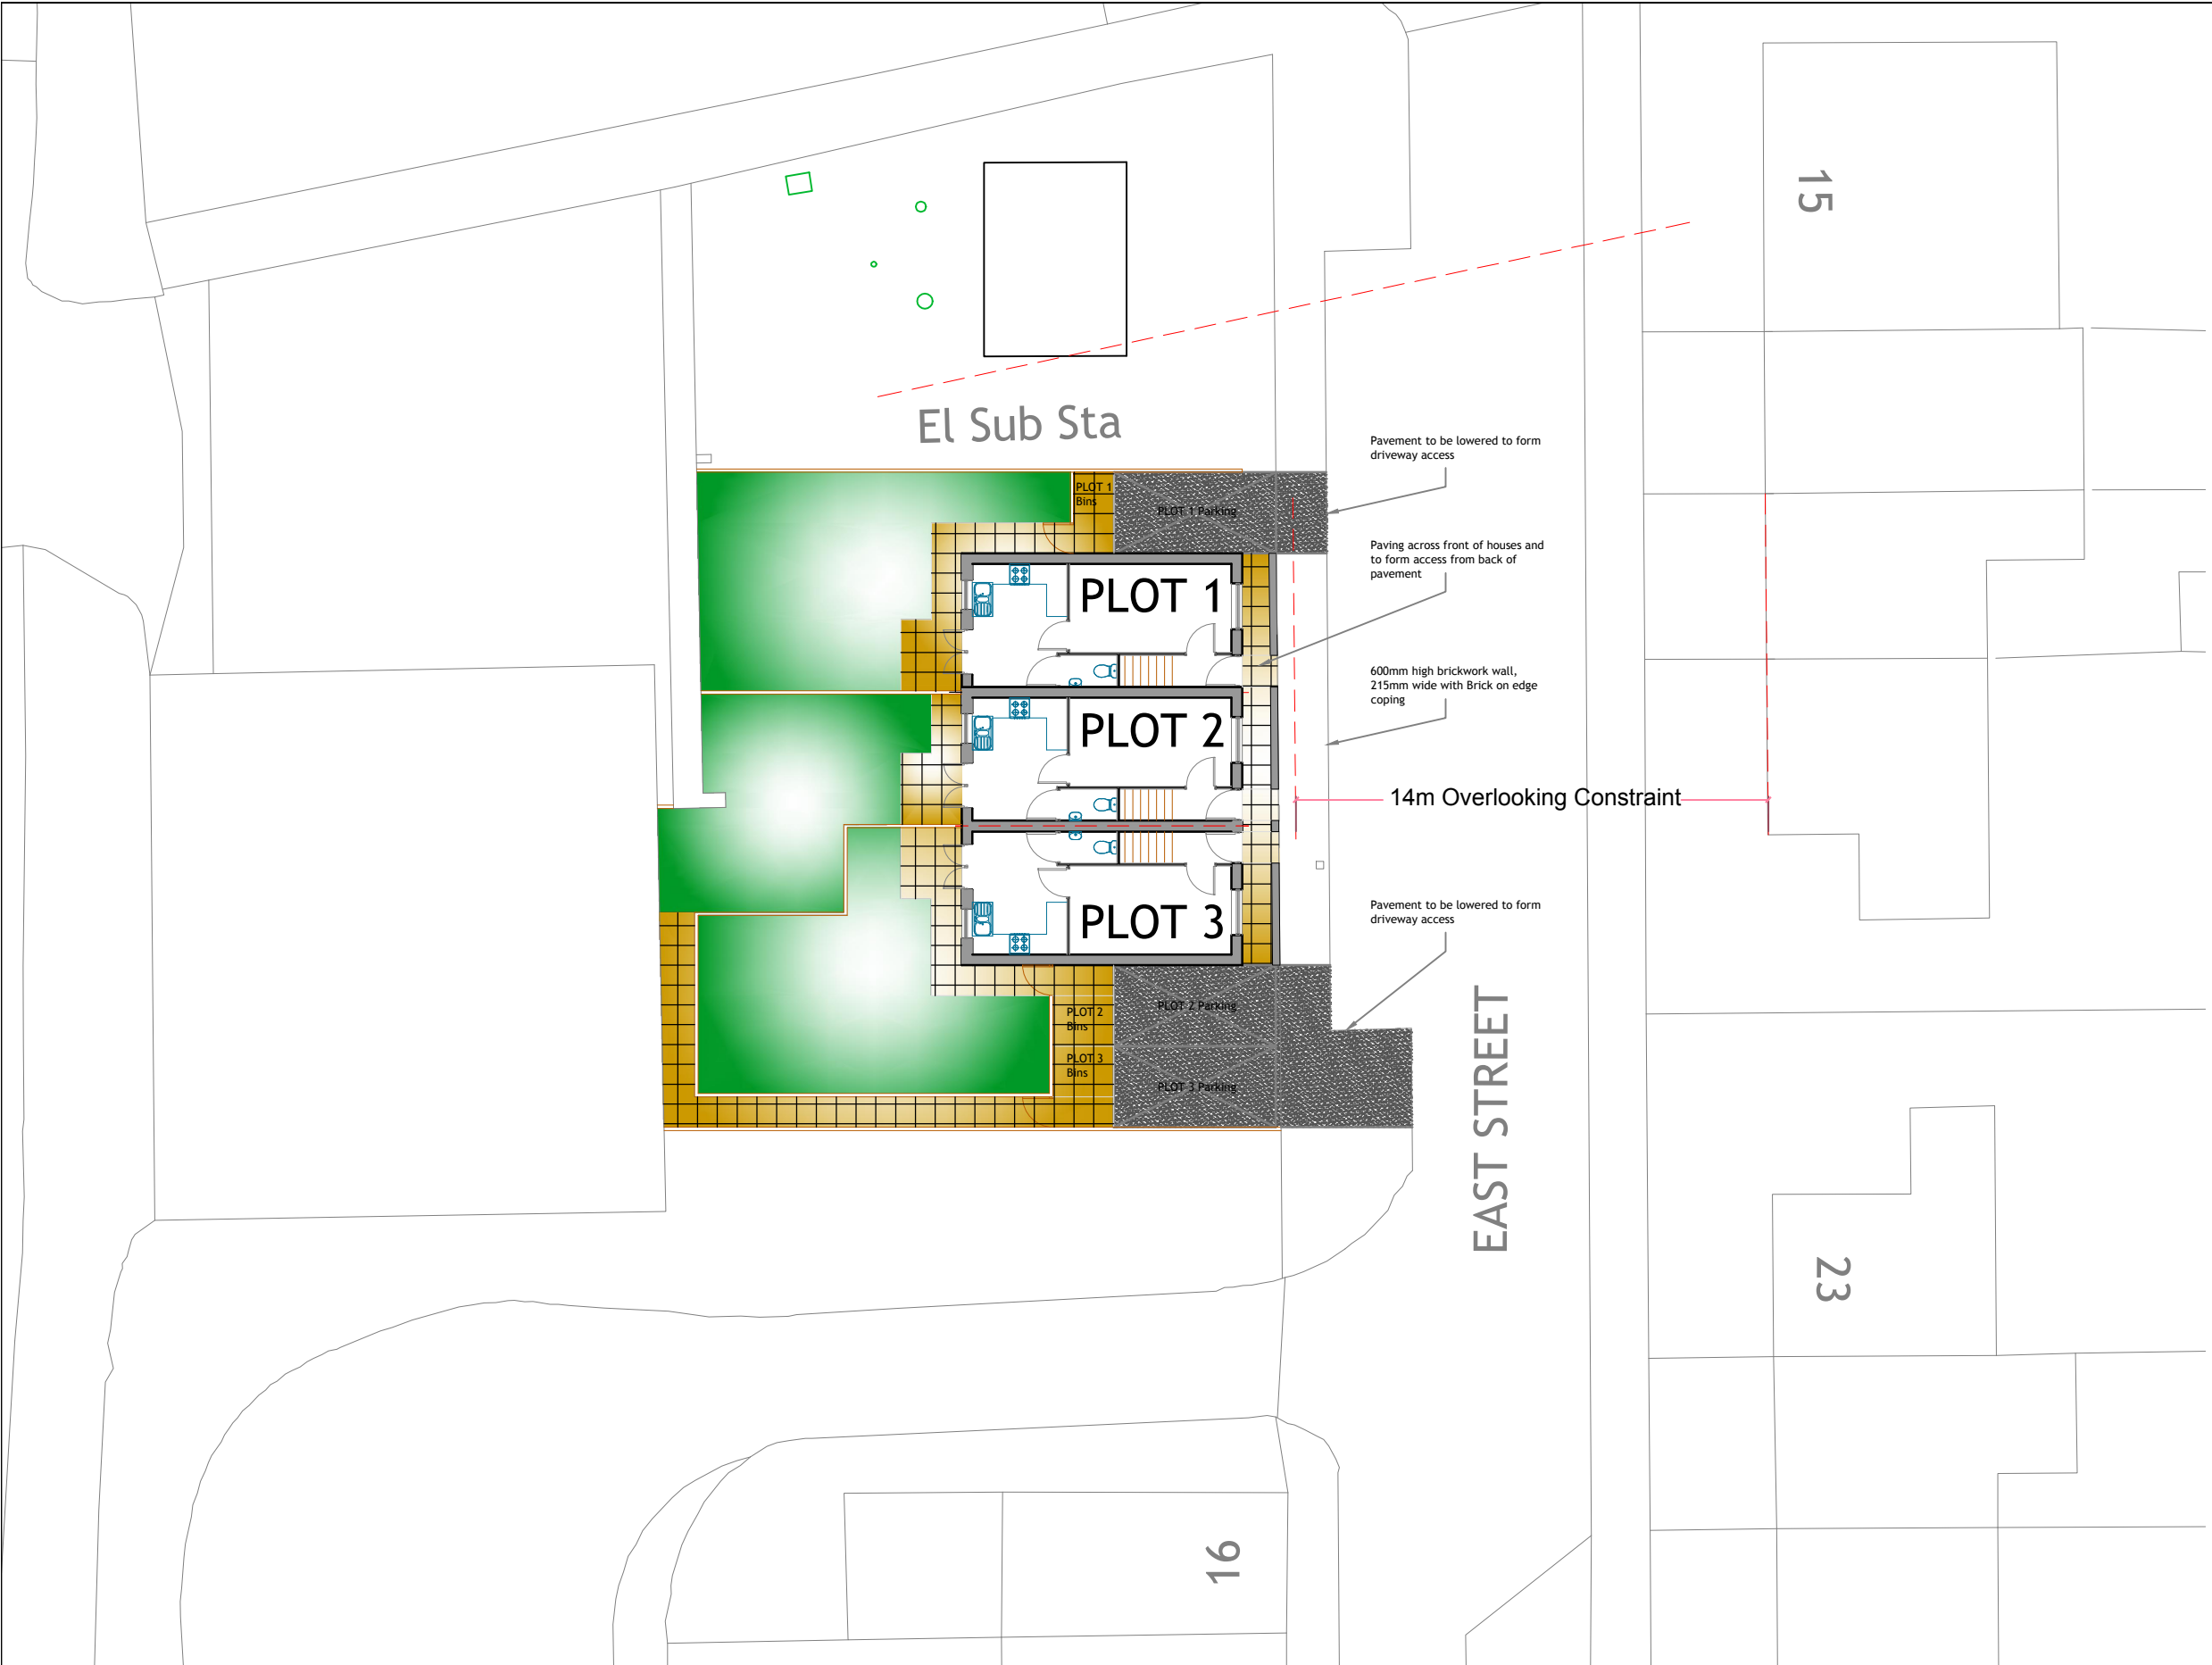 15
El Sub Sta
Pavement to be lowered to form
driveway access
PLOT 1
Bins
PLOT 1 Parking
Paving across front of houses and
to form access from back of
pavement
PLOT 1
600mm high brickwork wall,
215mm wide with Brick on edge
coping
PLOT 2
14m Overlooking Constraint
PLOT 3
Pavement to be lowered to form
driveway access
PLOT 2 Parking
PLOT 2
Bins
PLOT 3
Bins
PLOT 3 Parking
EAST STREET
23
16